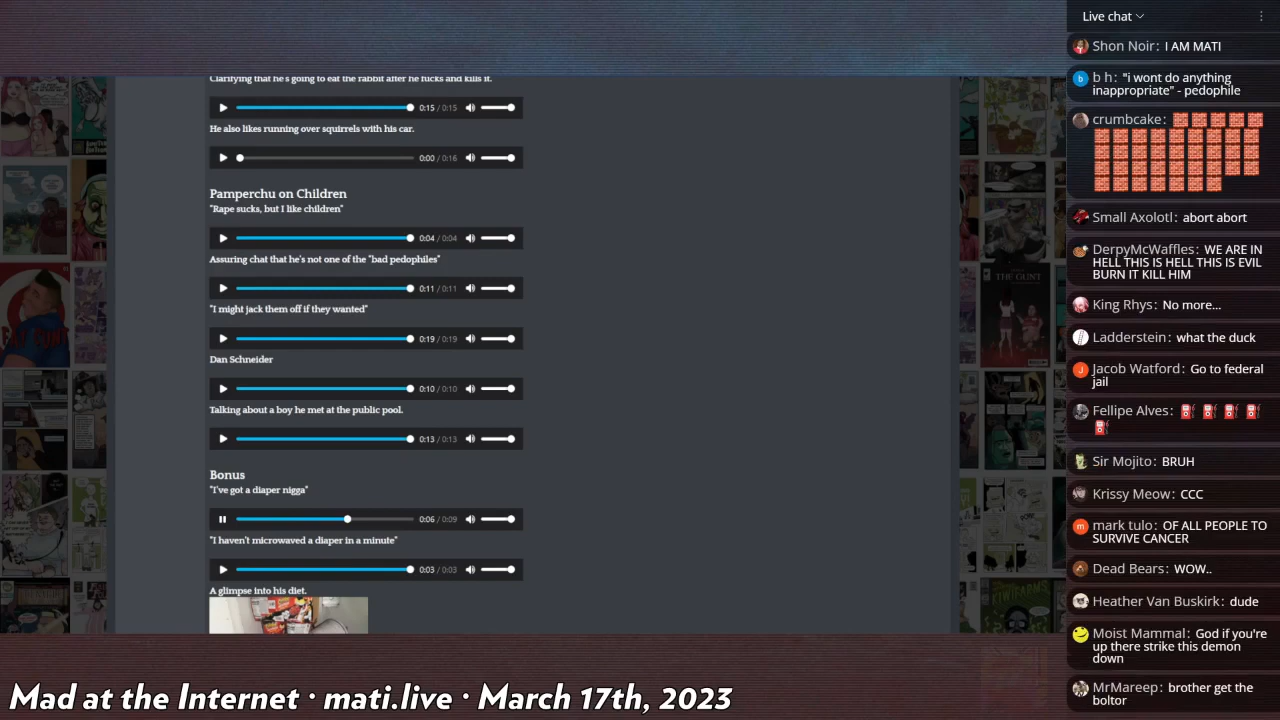 Clarifying that he's going to eat the rabbit after he fucks and kills it.
0:15 / 0:15
He also likes running over squirrels with his car.
0:00 / 0:16
Pamperchu on Children
"Rape sucks, but I like children"
0:04 / 0:04
Assuring chat that he's not one of the "bad pedophiles"
0:11 / 0:11
"I might jack them off if they wanted"
0:19 / 0:19
Dan Schneider
0:10 / 0:10
Talking about a boy he met at the public pool.
0:13 / 0:13
Bonus
"I've got a diaper nigga"
0:06 / 0:09
"I haven't microwaved a diaper in a minute"
0:03 / 0:03
A glimpse into his diet.
Live chat
Shon Noir: I AM MATI
b h: "i wont do anything
inappropriate" - pedophile
crumbcake:
Small Axolotl: abort abort
DerpyMcWaffles: WE ARE IN
HELL THIS IS HELL THIS IS EVIL
BURN IT KILL HIM
King Rhys: No more...
Ladderstein: what the duck
Jacob Watford: Go to federal
jail
Fellipe Alves:
Sir Mojito: BRUH
Krissy Meow: CCC
mark tulo: OF ALL PEOPLE TO
SURVIVE CANCER
Dead Bears: WOW..
Heather Van Buskirk: dude
Moist Mammal: God if you're
up there strike this demon
down
MrMareep: brother get the
boltor
Mad at the Internet · mati.live · March 17th, 2023